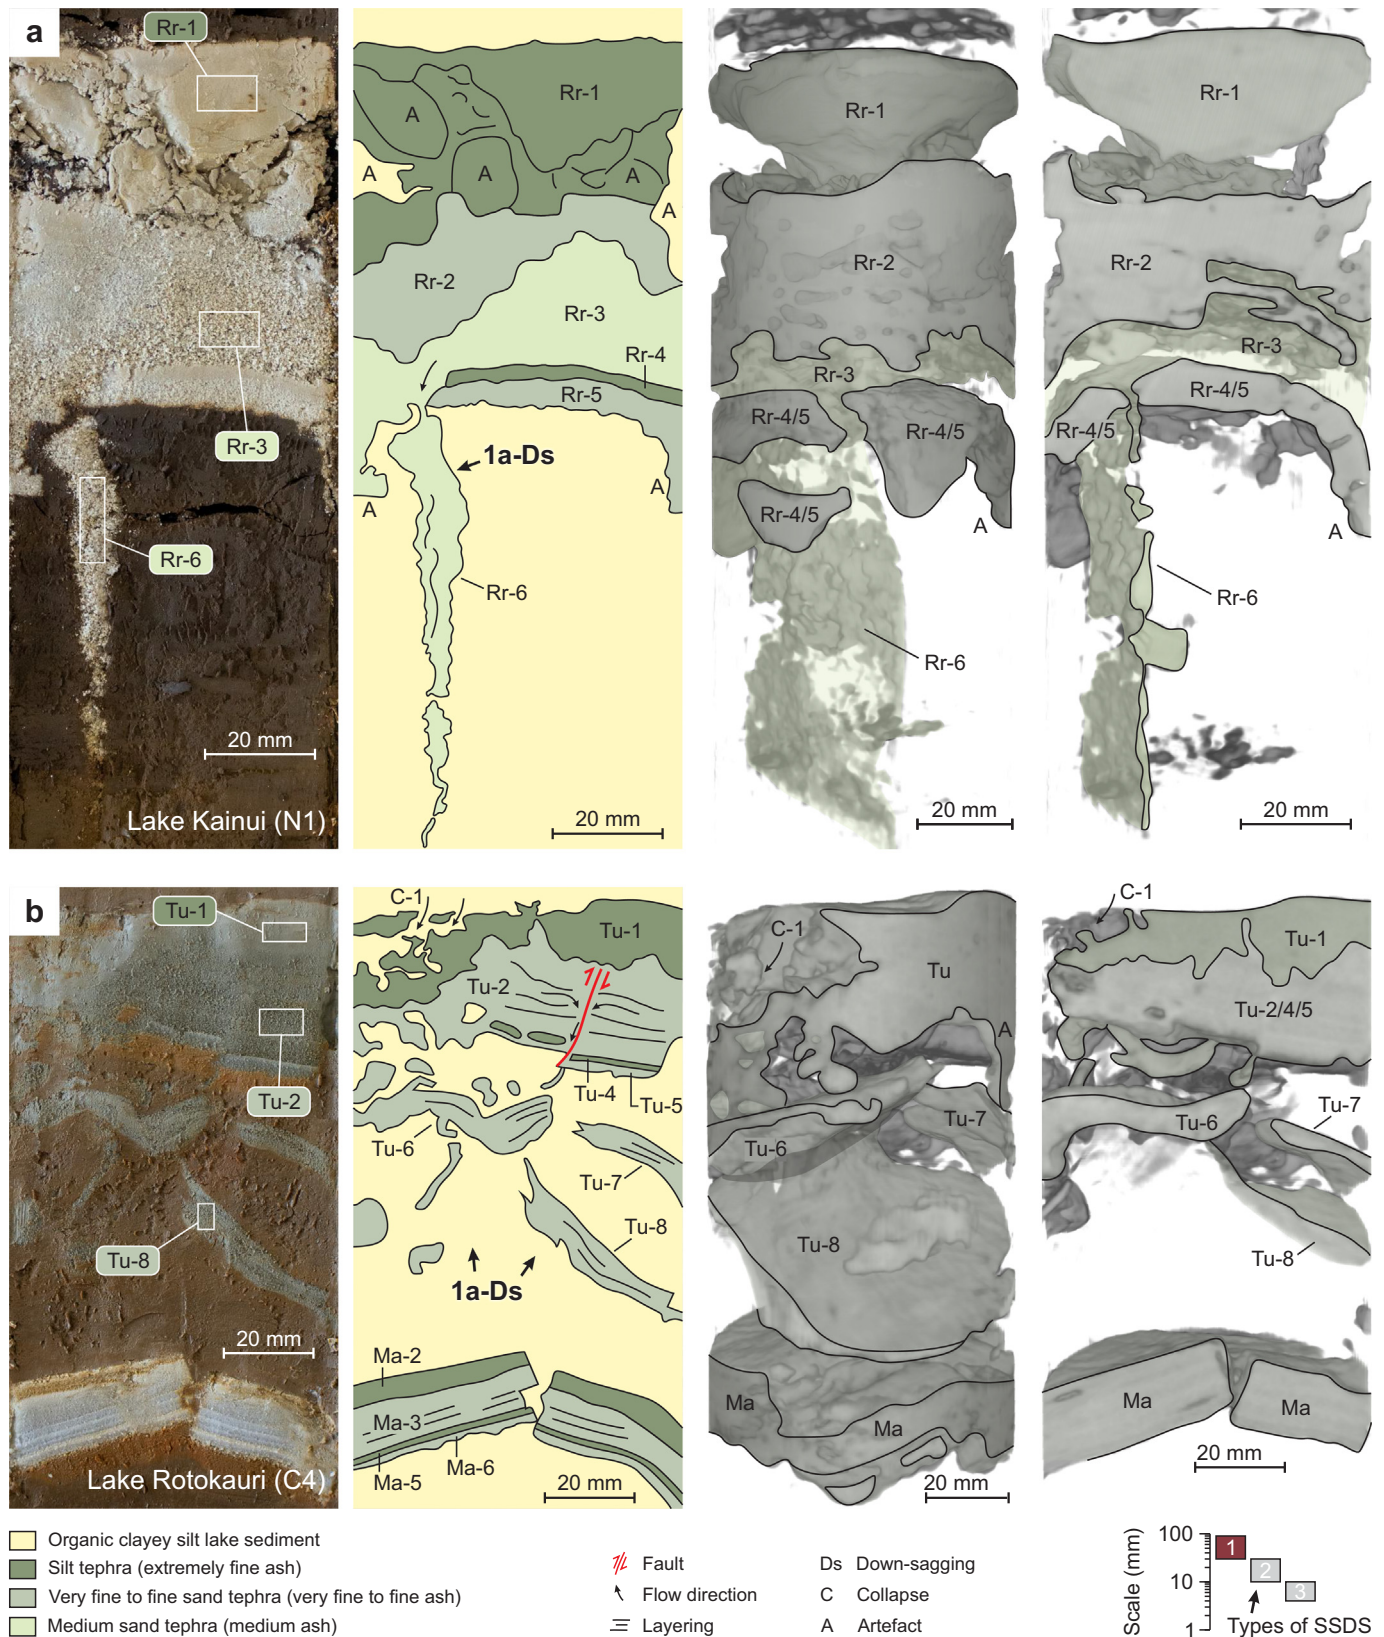 a
Rr-1
Rr-3
Rr-6
20 mm
Lake Kainui (N1)
Rr-1
A
A
A
A
A
Rr-2
Rr-3
Rr-4
Rr-5
1a-Ds
A
A
Rr-6
20 mm
Rr-1
Rr-2
Rr-3
Rr-4/5
Rr-4/5
Rr-4/5
A
Rr-6
20 mm
Rr-1
Rr-2
Rr-3
Rr-4/5
Rr-4/5
A
Rr-6
20 mm
b
Tu-1
Tu-2
Tu-8
20 mm
Lake Rotokauri (C4)
C-1
Tu-1
Tu-2
Tu-4
Tu-5
Tu-6
Tu-7
Tu-8
1a-Ds
Ma-2
Ma-3
Ma-5
Ma-6
20 mm
C-1
Tu
A
Tu-7
Tu-6
Tu-8
Ma
Ma
20 mm
C-1
Tu-1
Tu-2/4/5
Tu-7
Tu-6
Tu-8
Ma
Ma
20 mm
Organic clayey silt lake sediment
Silt tephra (extremely fine ash)
Very fine to fine sand tephra (very fine to fine ash)
Medium sand tephra (medium ash)
Fault
Flow direction
Layering
Ds Down-sagging
C Collapse
A Artefact
Scale (mm)
100
10
1
1
2
3
Types of SSDS